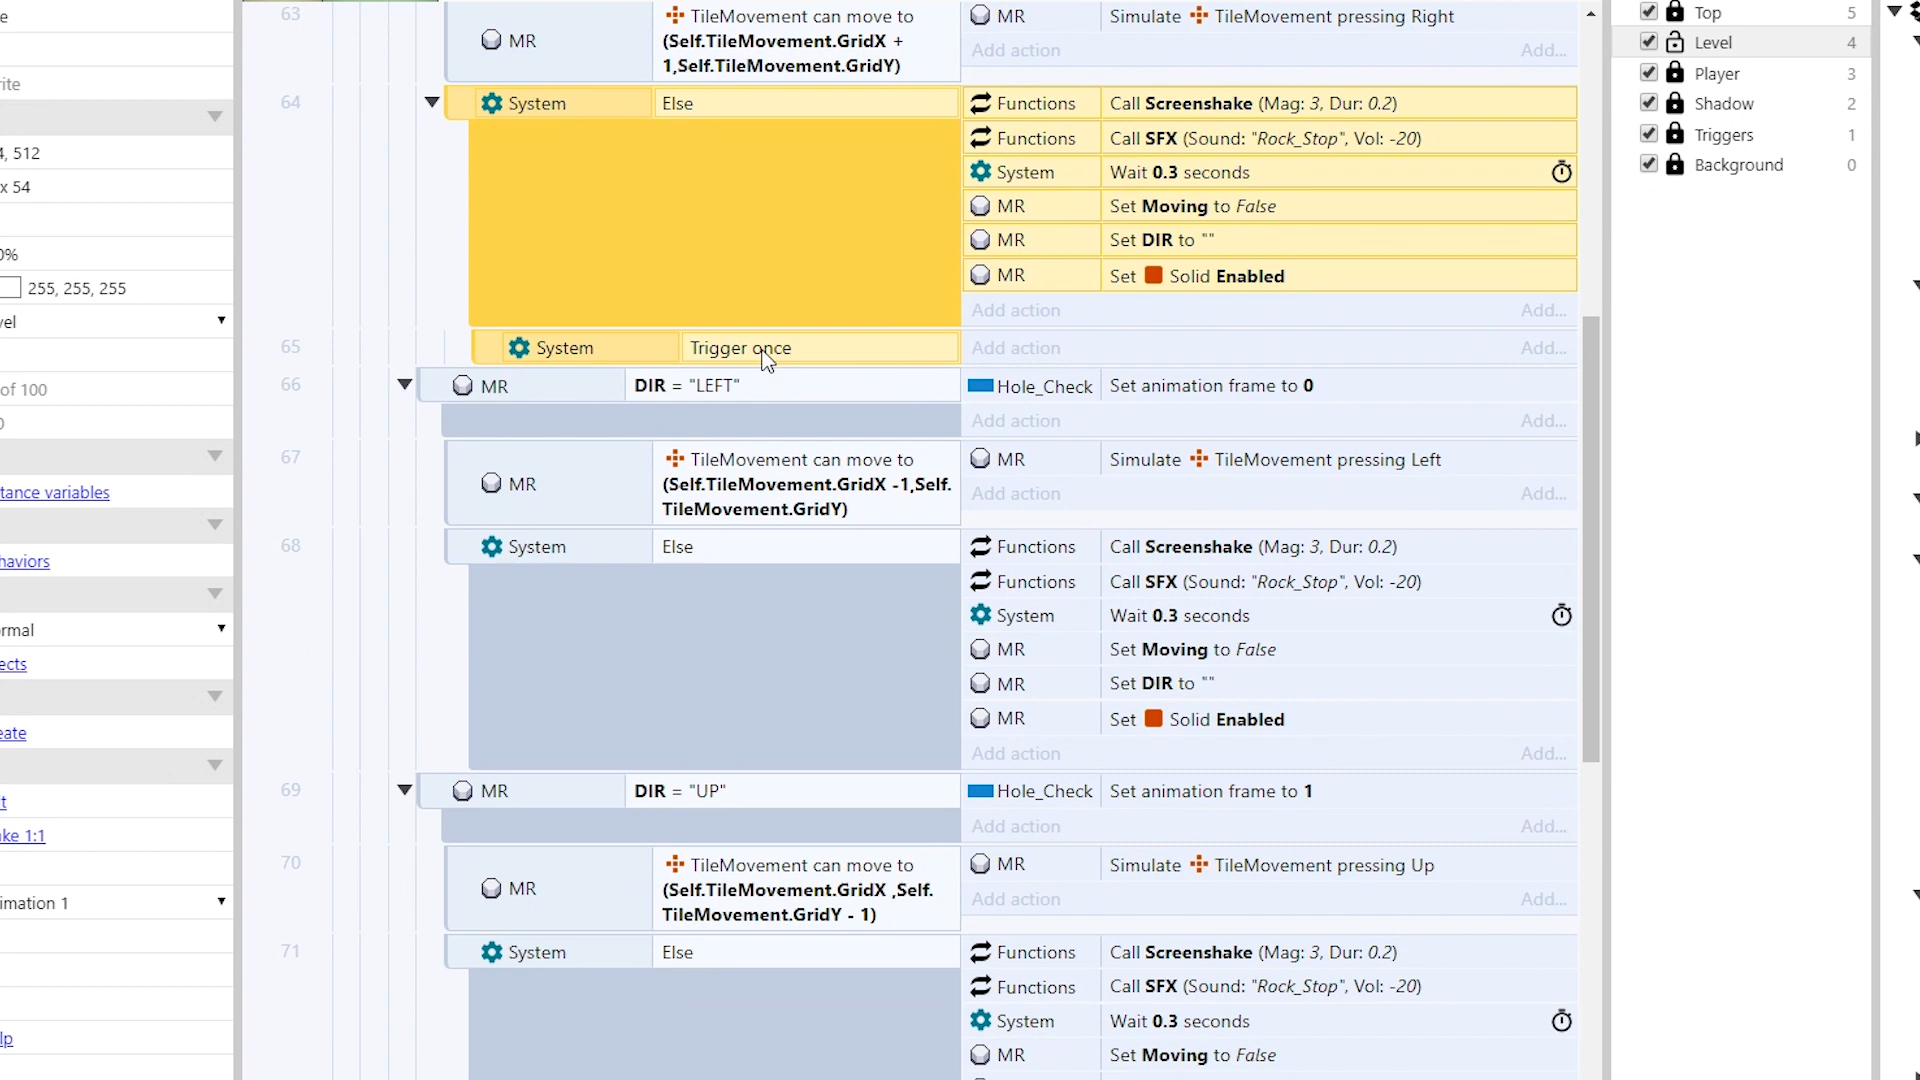 63
TileMovement can move to
(Self.TileMovement.GridX +
1,Self.TileMovement.GridY)
MR
MR
Simulate TileMovement pressing Right
Add action
Add...
64
System
Else
Functions
Call Screenshake (Mag: 3, Dur: 0.2)
Functions
Call SFX (Sound: "Rock_Stop", Vol: -20)
System
Wait 0.3 seconds
MR
Set Moving to False
MR
Set DIR to ""
MR
Set Solid Enabled
Add action
Add...
65
System
Trigger once
Add action
Add...
66
MR
DIR = "LEFT"
Hole_Check
Set animation frame to 0
Add action
Add...
67
MR
TileMovement can move to
(Self.TileMovement.GridX -1,Self.
TileMovement.GridY)
MR
Simulate TileMovement pressing Left
Add action
Add...
68
System
Else
Functions
Call Screenshake (Mag: 3, Dur: 0.2)
Functions
Call SFX (Sound: "Rock_Stop", Vol: -20)
System
Wait 0.3 seconds
MR
Set Moving to False
MR
Set DIR to ""
MR
Set Solid Enabled
Add action
Add...
69
MR
DIR = "UP"
Hole_Check
Set animation frame to 1
Add action
Add...
70
MR
TileMovement can move to
(Self.TileMovement.GridX ,Self.
TileMovement.GridY - 1)
MR
Simulate TileMovement pressing Up
Add action
Add...
71
System
Else
Functions
Call Screenshake (Mag: 3, Dur: 0.2)
Functions
Call SFX (Sound: "Rock_Stop", Vol: -20)
System
Wait 0.3 seconds
MR
Set Moving to False
Top 5
Level 4
Player 3
Shadow 2
Triggers 1
Background 0
rite
4, 512
x 54
0%
255, 255, 255
vel
of 100
0
tance variables
haviors
rmal
ects
eate
t
ke 1:1
imation 1
lp